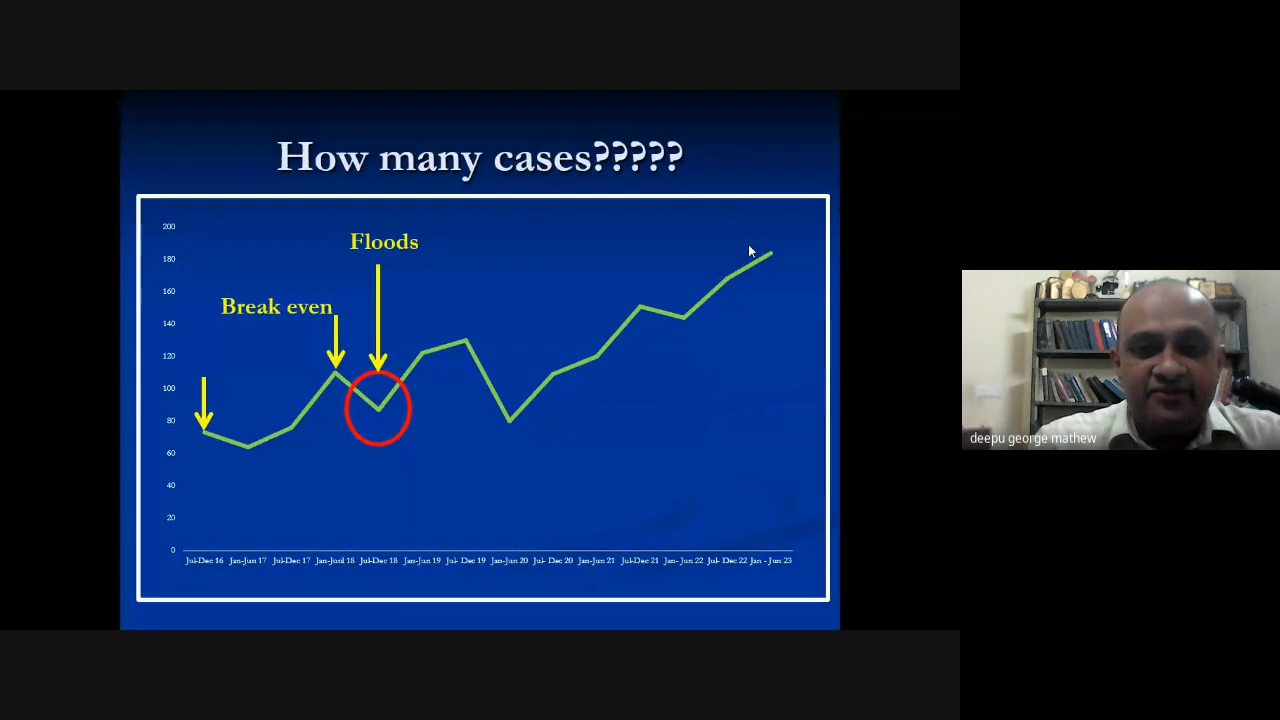 How many cases?????
200
180
160
140
120
100
80
60
40
20
0
Floods
Break even
Jul-Dec 16 Jan-Jun 17 Jul-Dec 17 Jan-Junl 18 Jul-Dec 18 Jan-Jun 19 Jul- Dec 19 Jan-Jun 20 Jul- Dec 20 Jan-Jun 21 Jul-Dec 21 Jan- Jun 22 Jul- Dec 22 Jan - Jun 23
deepu george mathew